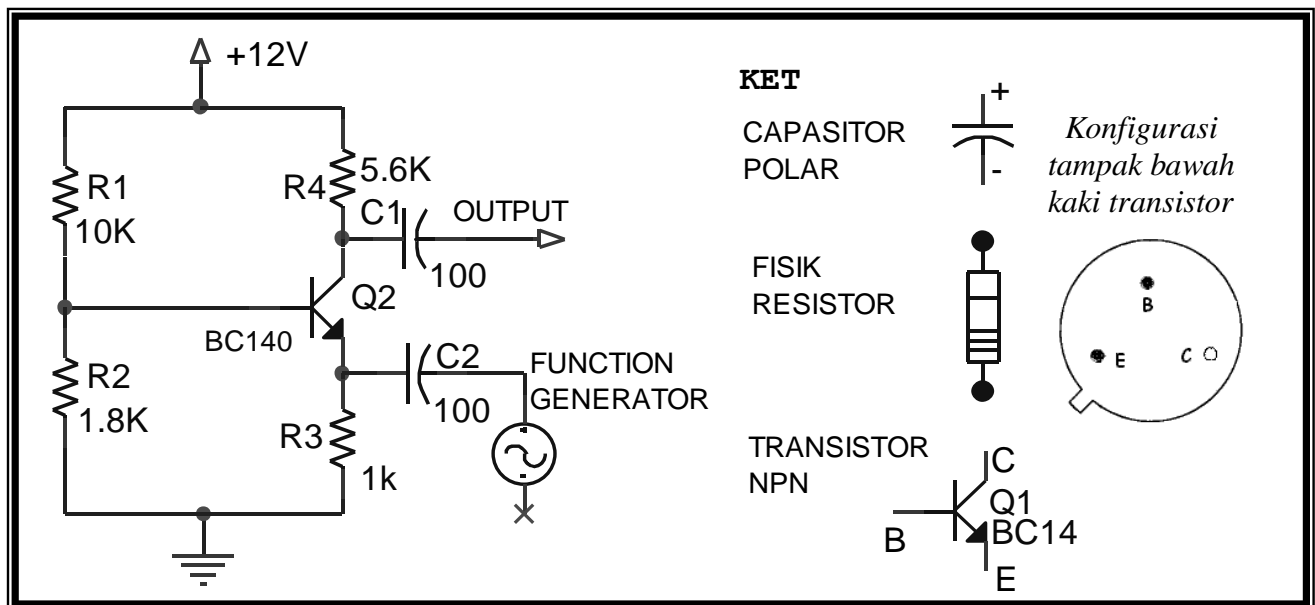 +12V
R1
10K
R4
5.6K
C1
OUTPUT
100
Q2
BC140
R2
1.8K
C2
100
FUNCTION
GENERATOR
R3
1k
KET
CAPASITOR
POLAR
+
-
Konfigurasi
tampak bawah
kaki transistor
FISIK
RESISTOR
B
E
C
TRANSISTOR
NPN
C
Q1
BC14
B
E